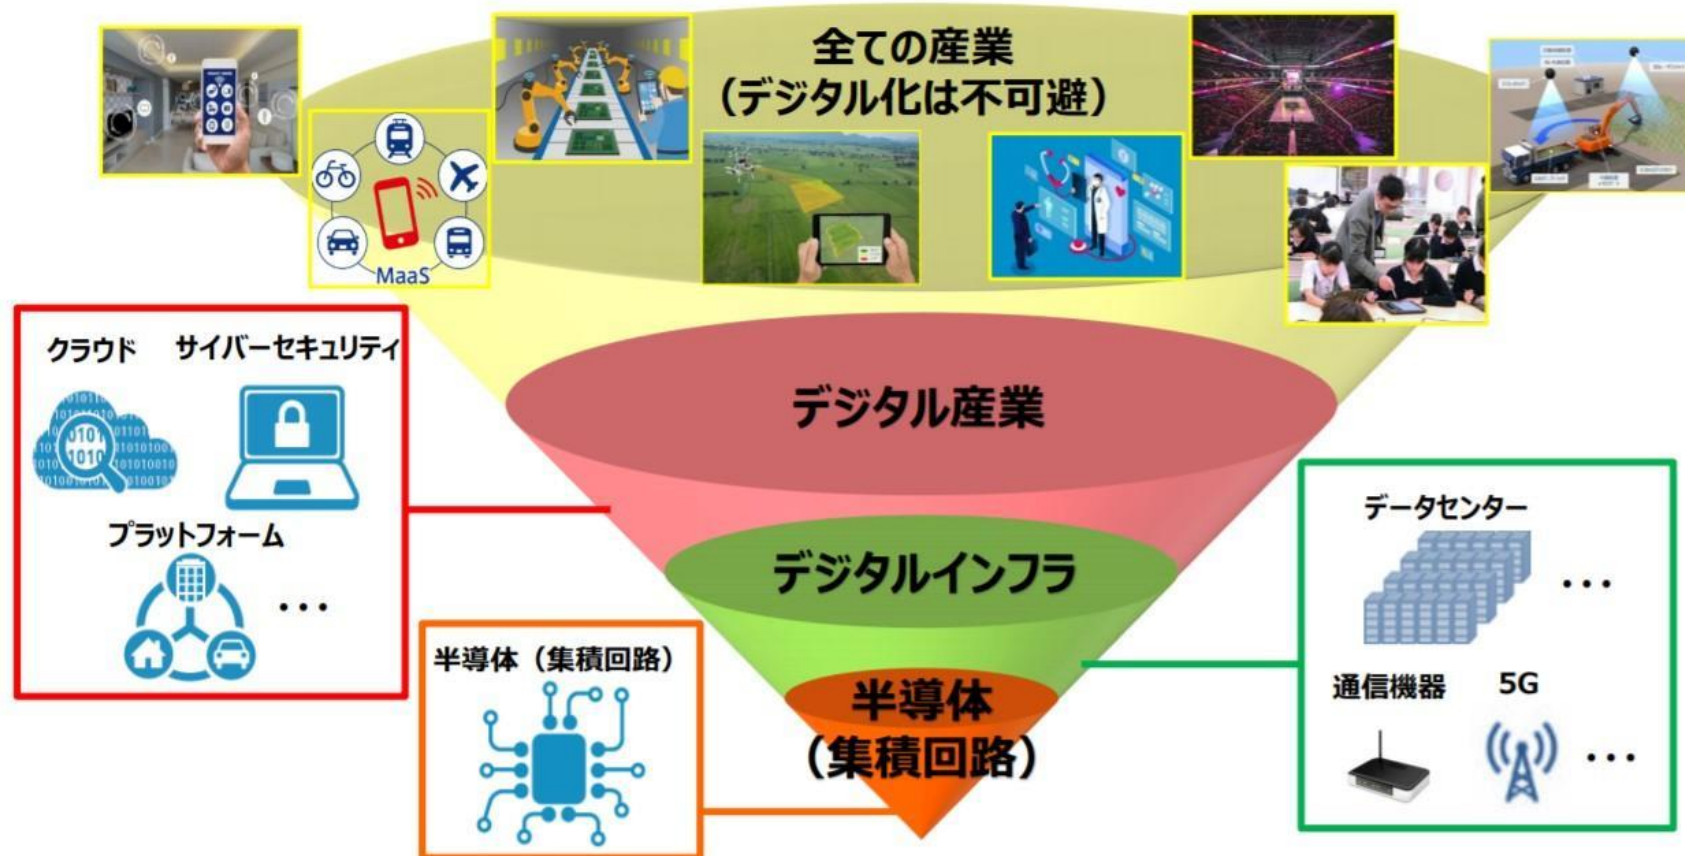 全ての産業
（デジタル化は不可避）
MaaS
クラウド
サイバーセキュリティ
プラットフォーム
・・・
デジタル産業
デジタルインフラ
半導体
（集積回路）
半導体（集積回路）
データセンター
・・・
通信機器
5G
・・・